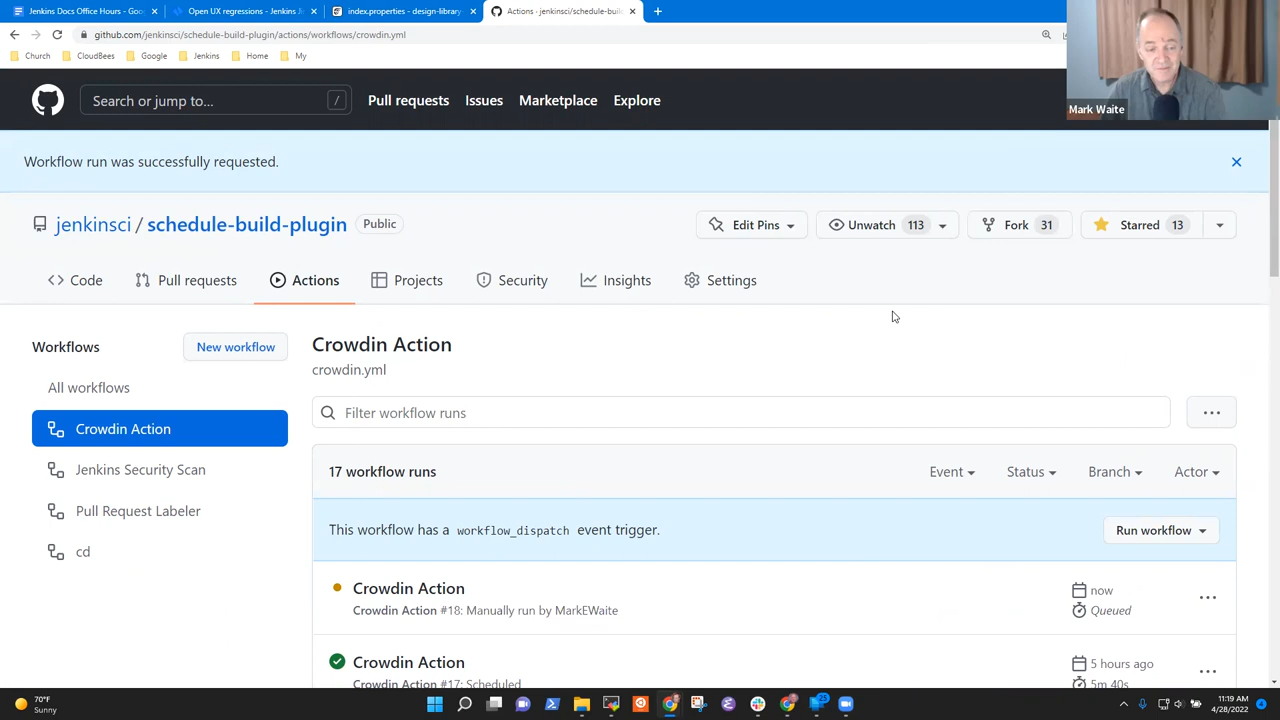 Jenkins Docs Office Hours - Goo
Open UX regressions - Jenkins Ji
index.properties - design-library
Actions · jenkinsci/schedule-buil
github.com/jenkinsci/schedule-build-plugin/actions/workflows/crowdin.yml
Church
CloudBees
Google
Jenkins
Home
My
Mark Waite
Search or jump to...
/
Pull requests
Issues
Marketplace
Explore
Workflow run was successfully requested.
jenkinsci / schedule-build-plugin
Public
Edit Pins
Unwatch 113
Fork 31
Starred 13
Code
Pull requests
Actions
Projects
Security
Insights
Settings
Workflows
New workflow
All workflows
Crowdin Action
Jenkins Security Scan
Pull Request Labeler
cd
Crowdin Action
crowdin.yml
Filter workflow runs
17 workflow runs
Event
Status
Branch
Actor
This workflow has a workflow_dispatch event trigger.
Run workflow
Crowdin Action
Crowdin Action #18: Manually run by MarkEWaite
now
Queued
Crowdin Action
Crowdin Action #17: Scheduled
5 hours ago
5m 40s
70°F
Sunny
11:19 AM
4/28/2022